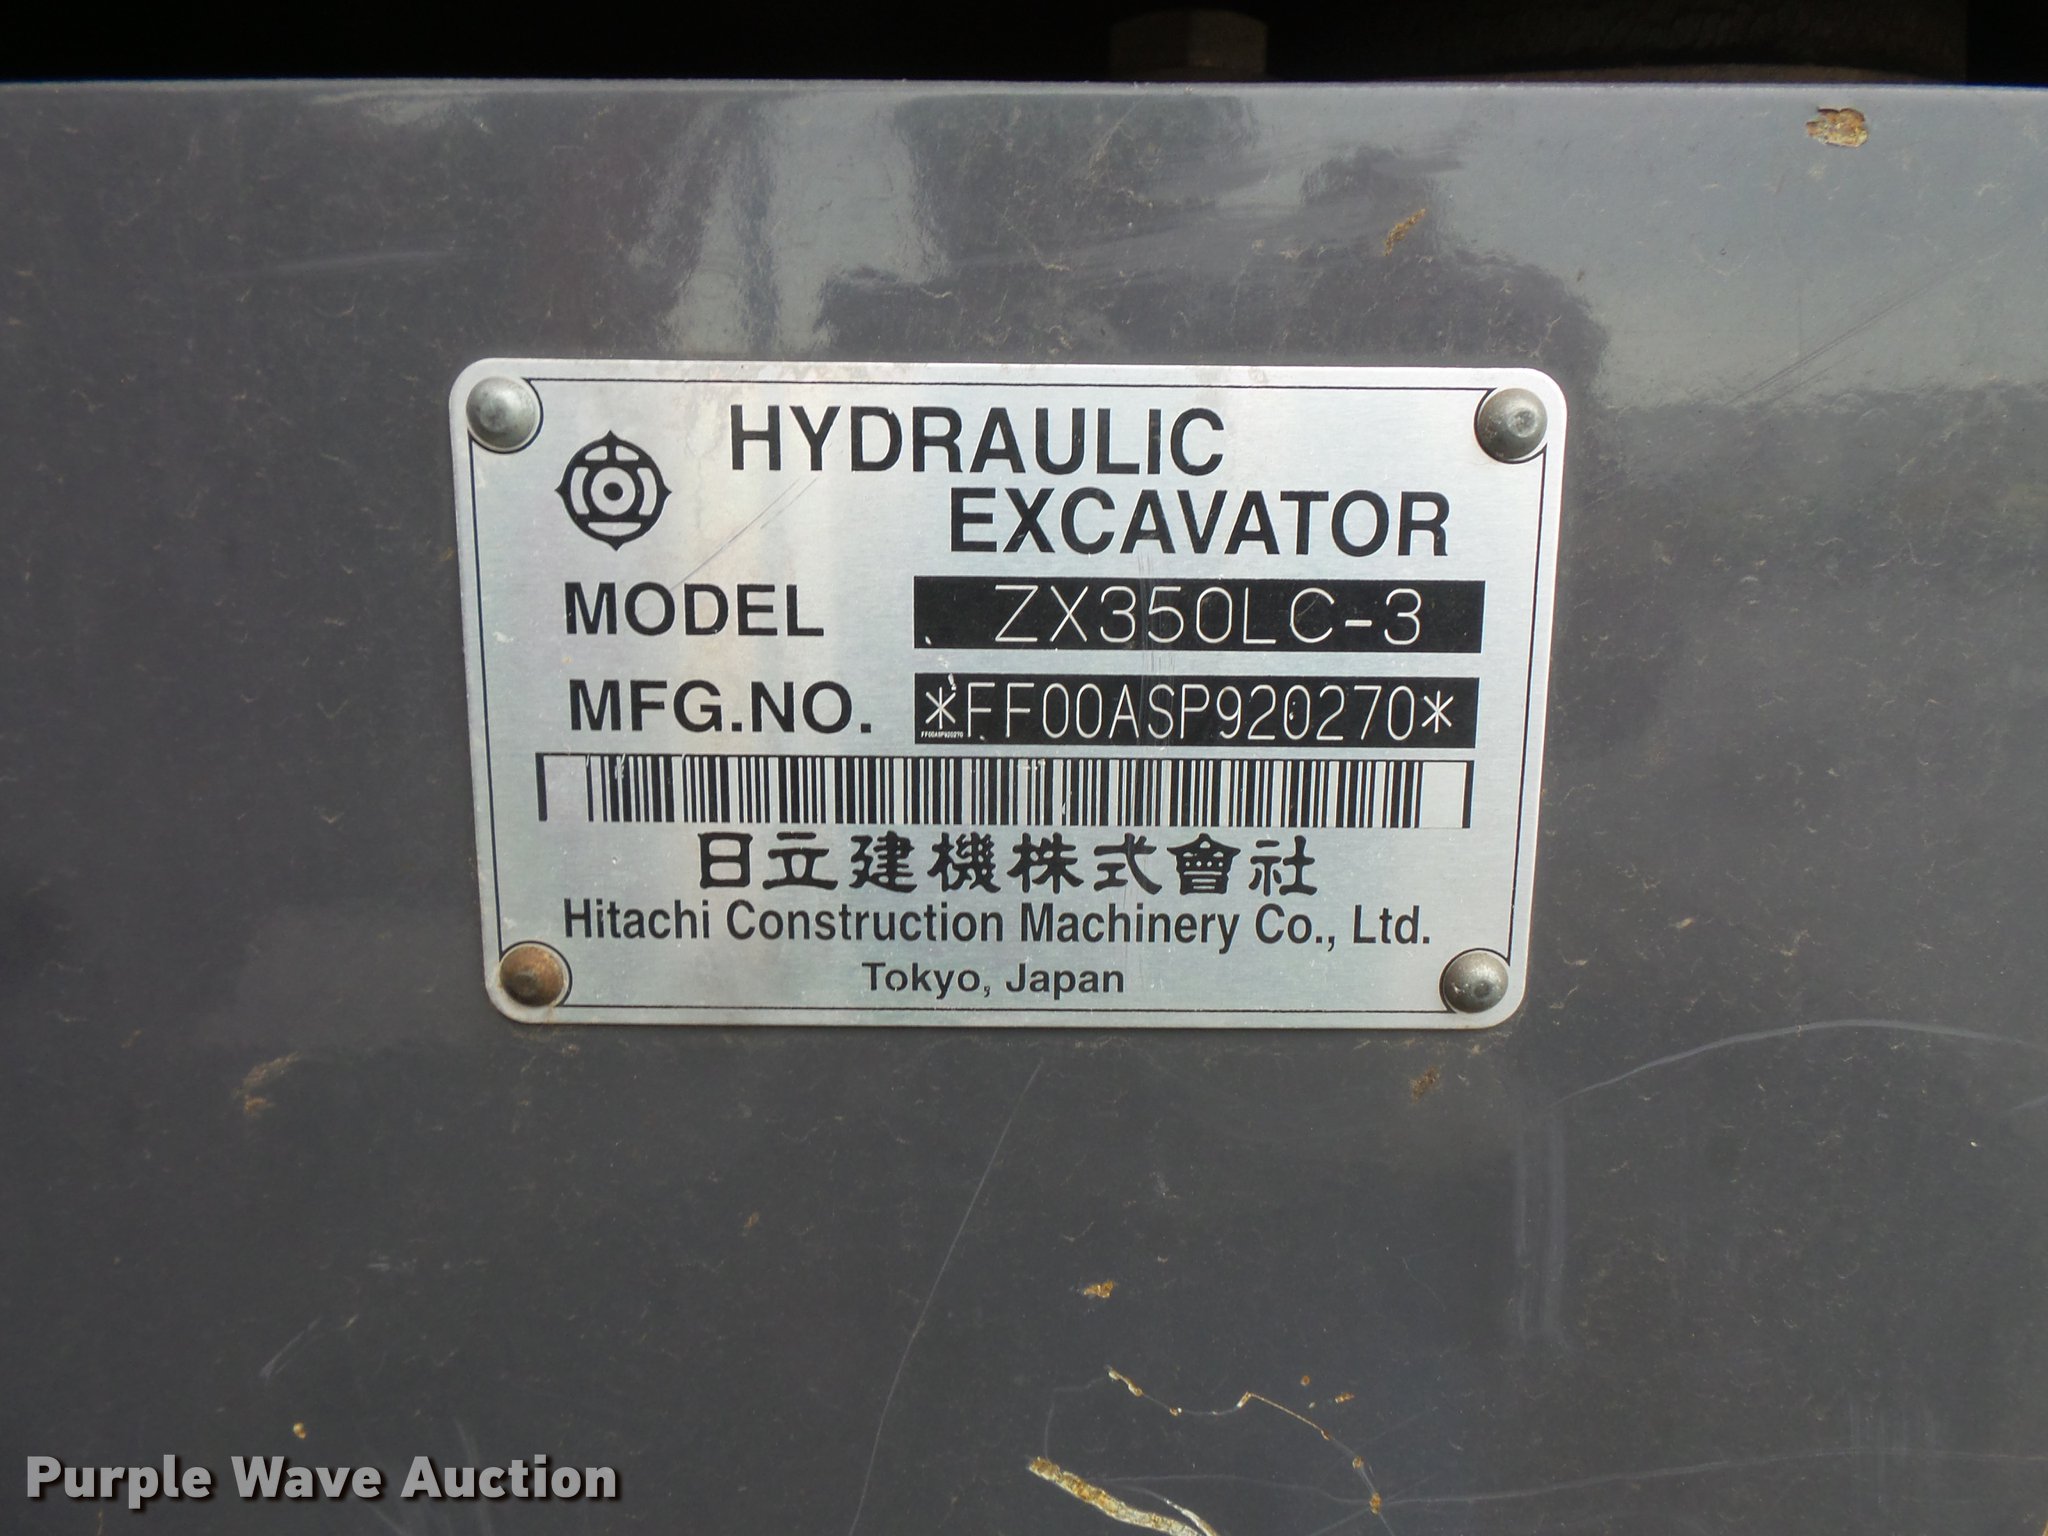 HYDRAULIC
EXCAVATOR
MODEL ZX350LC-3
MFG.NO. *FF00ASP920270*
FF00ASP920270
日立建機株式會社
Hitachi Construction Machinery Co., Ltd.
Tokyo, Japan
Purple Wave Auction